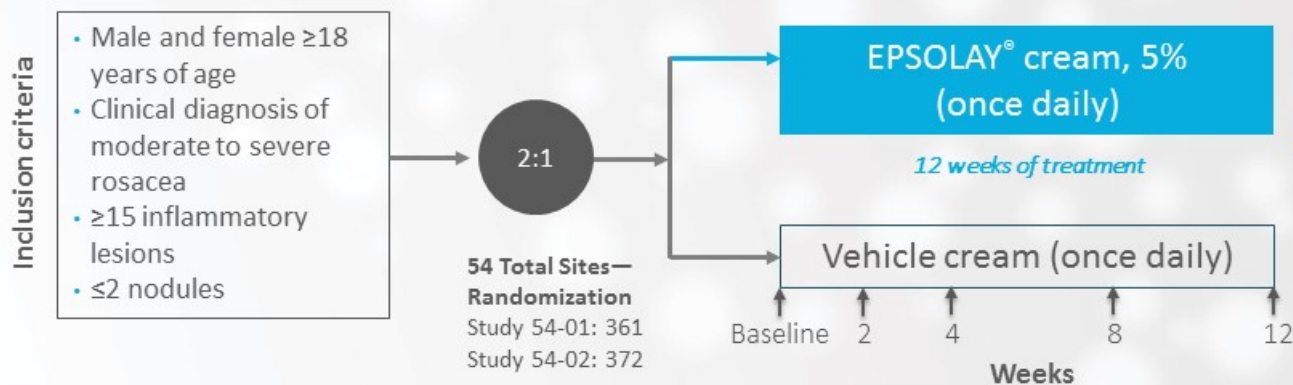 Inclusion criteria
• Male and female ≥18
years of age
• Clinical diagnosis of
moderate to severe
rosacea
• ≥15 inflammatory
lesions
• ≤2 nodules
2:1
54 Total Sites—
Randomization
Study 54-01: 361
Study 54-02: 372
EPSOLAY® cream, 5%
(once daily)
12 weeks of treatment
Vehicle cream (once daily)
Baseline 2 4 8 12
Weeks